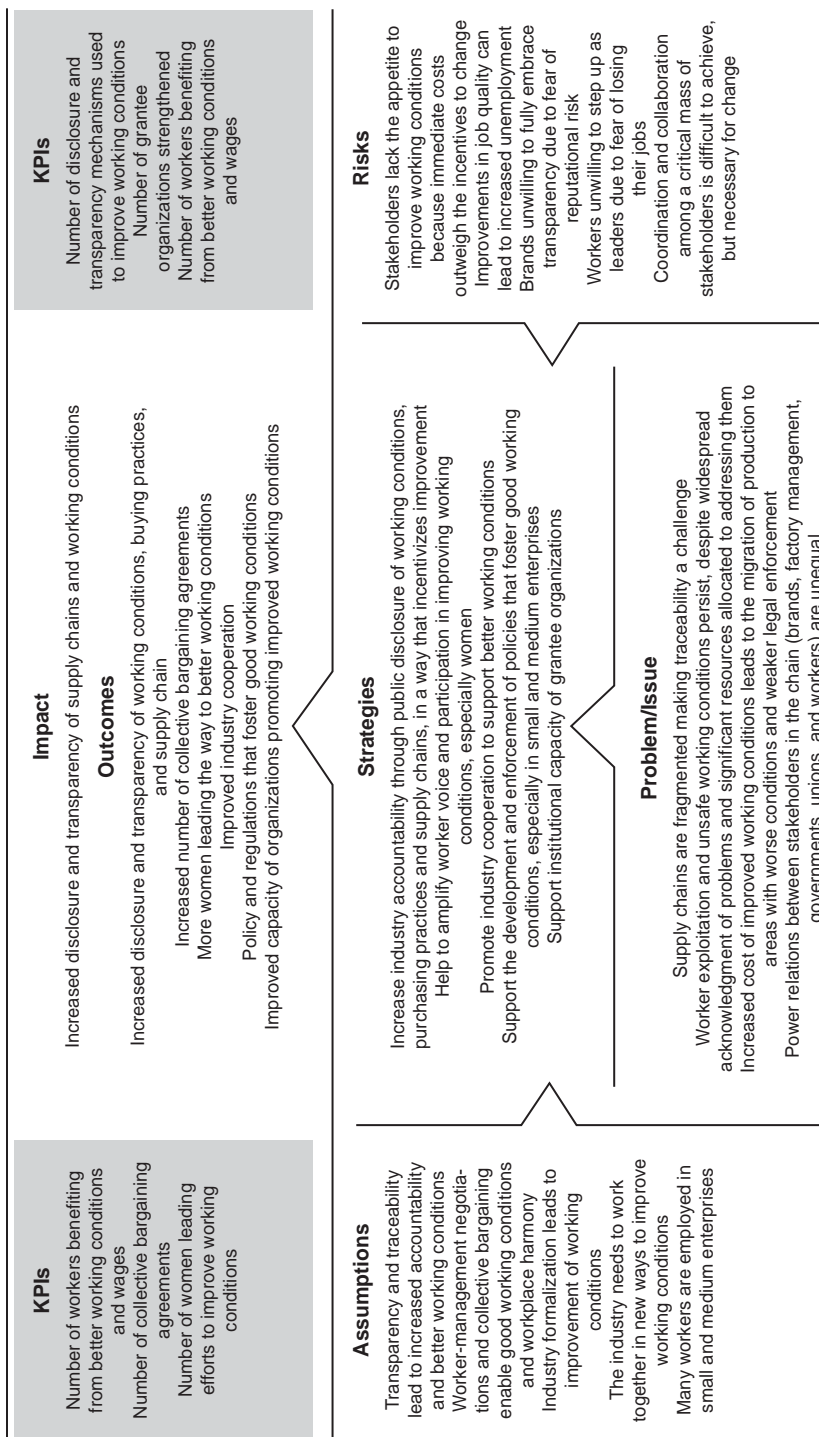 KPIs
Number of workers benefiting
from better working conditions
and wages
Number of collective bargaining
agreements
Number of women leading
efforts to improve working
conditions
Impact
Increased disclosure and transparency of supply chains and working conditions
Outcomes
Increased disclosure and transparency of working conditions, buying practices,
and supply chain
Increased number of collective bargaining agreements
More women leading the way to better working conditions
Improved industry cooperation
Policy and regulations that foster good working conditions
Improved capacity of organizations promoting improved working conditions
KPIs
Number of disclosure and
transparency mechanisms used
to improve working conditions
Number of grantee
organizations strengthened
Number of workers benefiting
from better working conditions
and wages
Assumptions
Transparency and traceability
lead to increased accountability
and better working conditions
Worker-management negotia-
tions and collective bargaining
enable good working conditions
and workplace harmony
Industry formalization leads to
improvement of working
conditions
The industry needs to work
together in new ways to improve
working conditions
Many workers are employed in
small and medium enterprises
Strategies
Increase industry accountability through public disclosure of working conditions,
purchasing practices and supply chains, in a way that incentivizes improvement
Help to amplify worker voice and participation in improving working
conditions, especially women
Promote industry cooperation to support better working conditions
Support the development and enforcement of policies that foster good working
conditions, especially in small and medium enterprises
Support institutional capacity of grantee organizations
Problem/Issue
Supply chains are fragmented making traceability a challenge
Worker exploitation and unsafe working conditions persist, despite widespread
acknowledgment of problems and significant resources allocated to addressing them
Increased cost of improved working conditions leads to the migration of production to
areas with worse conditions and weaker legal enforcement
Power relations between stakeholders in the chain (brands, factory management,
governments, unions, and workers) are unequal
Risks
Stakeholders lack the appetite to
improve working conditions
because immediate costs
outweigh the incentives to change
Improvements in job quality can
lead to increased unemployment
Brands unwilling to fully embrace
transparency due to fear of
reputational risk
Workers unwilling to step up as
leaders due to fear of losing
their jobs
Coordination and collaboration
among a critical mass of
stakeholders is difficult to achieve,
but necessary for change